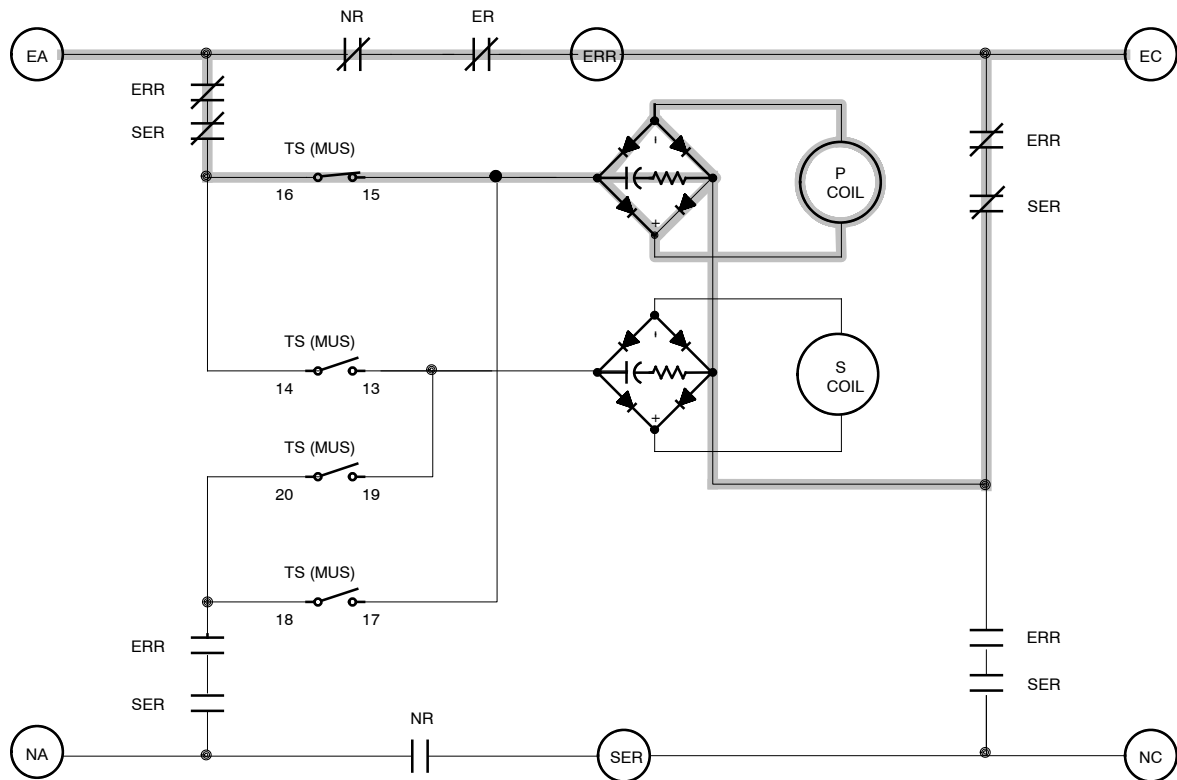 NR
ER
EA
ERR
EC
ERR
SER
TS (MUS)
16
15
-
+
P
COIL
ERR
SER
TS (MUS)
14
13
-
+
S
COIL
TS (MUS)
20
19
TS (MUS)
18
17
ERR
SER
ERR
SER
NR
NA
SER
NC